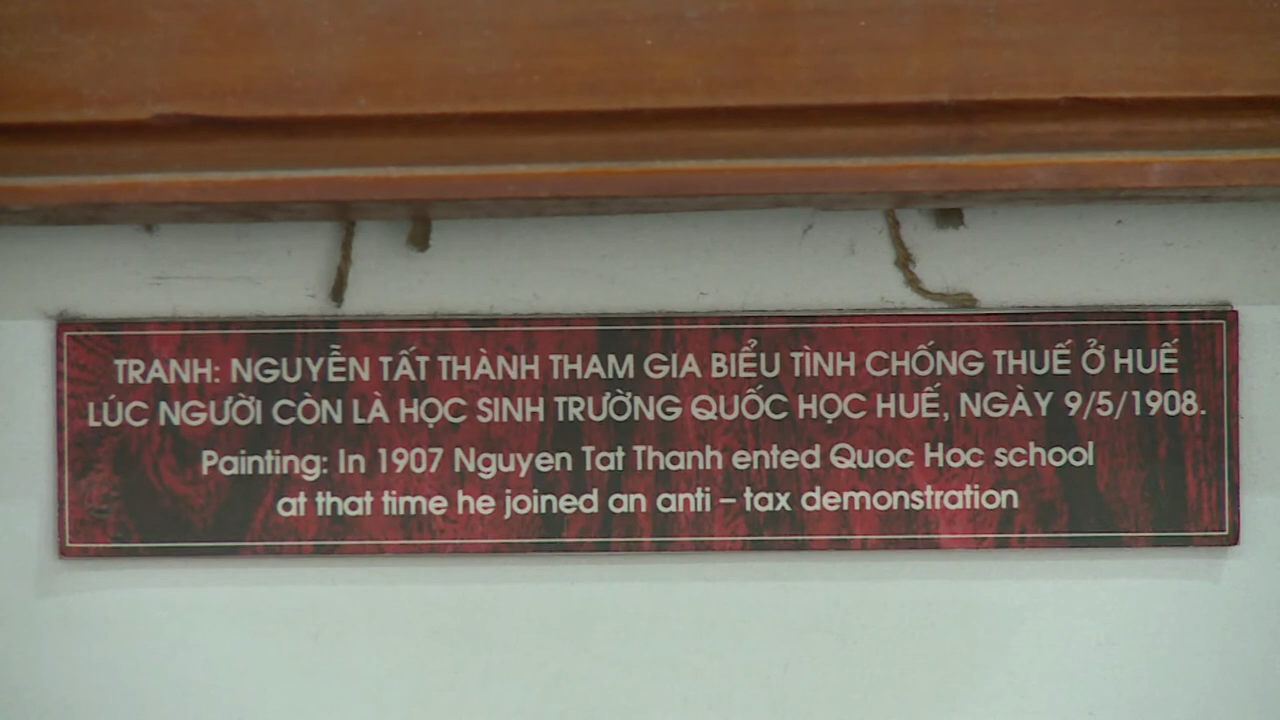 TRANH: NGUYỄN TẤT THÀNH THAM GIA BIỂU TÌNH CHỐNG THUẾ Ở HUẾ
LÚC NGƯỜI CÒN LÀ HỌC SINH TRƯỜNG QUỐC HỌC HUẾ, NGÀY 9/5/1908.
Painting: In 1907 Nguyen Tat Thanh ented Quoc Hoc school
at that time he joined an anti – tax demonstration